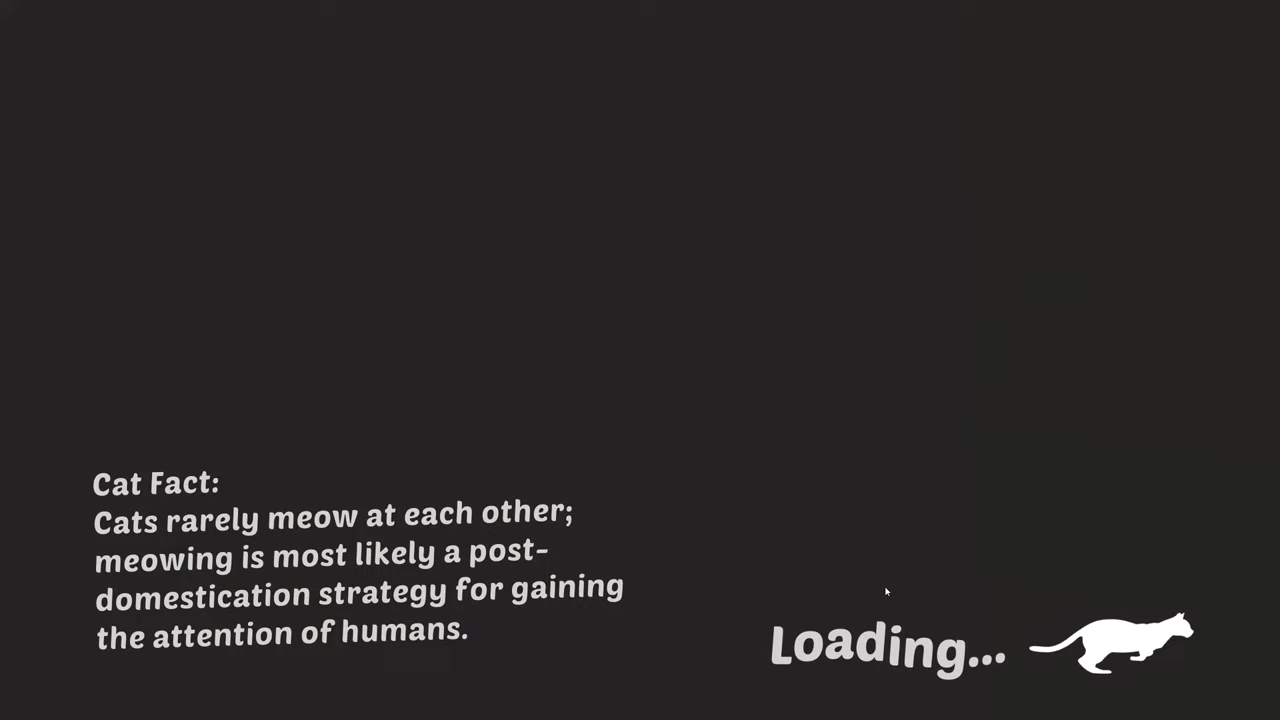 Cat Fact:
Cats rarely meow at each other;
meowing is most likely a post-
domestication strategy for gaining
the attention of humans.
Loading...